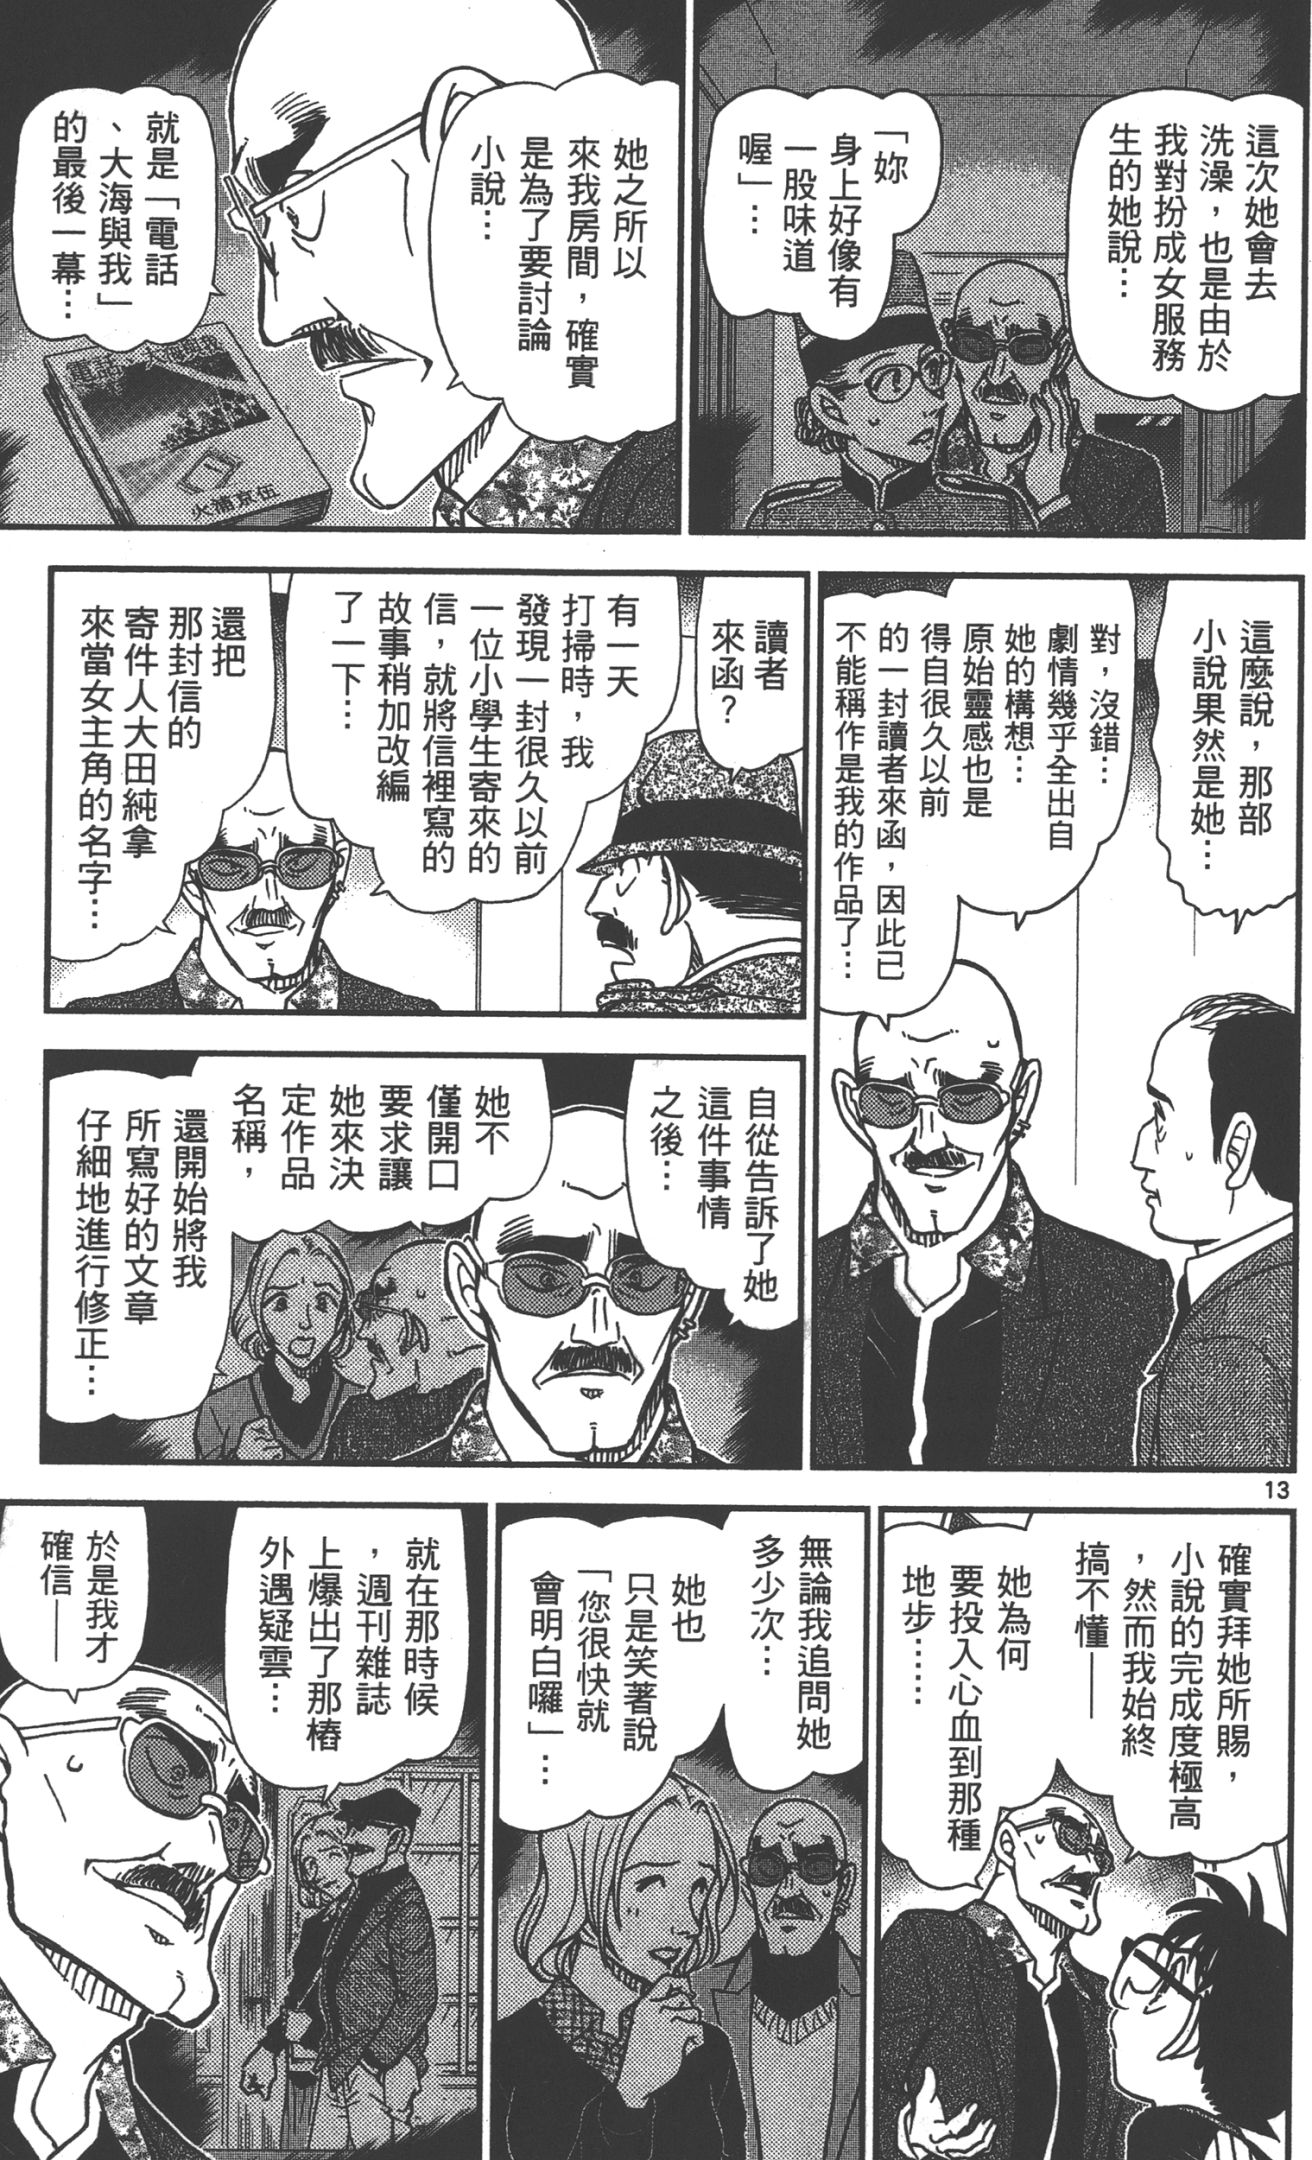 這次她會去
洗澡，也是由於
我對扮成女服務
生的她說…
「妳
身上好像有
一股味道
喔」…
她之所以
來我房間，確實
是為了要討論
小說…
就是「電話
、大海與我」
的最後一幕…
電話、大海與我
火浦京伍
這麼說，那部
小說果然是她…
對，沒錯…
劇情幾乎全出自
她的構想…
原始靈感也是
得自很久以前
的一封讀者來函，因此已
不能稱作是我的作品了…
讀者
來函？
有一天
打掃時，我
發現一封很久以前
一位小學生寄來的
信，就將信裡寫的
故事稍加改編
了一下…
還把
那封信的
寄件人大田純拿
來當女主角的名字…
自從告訴了她
這件事情
之後…
她不
僅開口
要求讓
她來決
定作品
名稱，
還開始將我
所寫好的文章
仔細地進行修正…
13
確實拜她所賜，
小說的完成度極高
，然而我始終
搞不懂——
她為何
要投入心血到那種
地步……
無論我追問她
多少次…
她也
只是笑著說
「您很快就
會明白囉」…
就在那時候
，週刊雜誌
上爆出了那樁
外遇疑雲…
於是我才
確信——